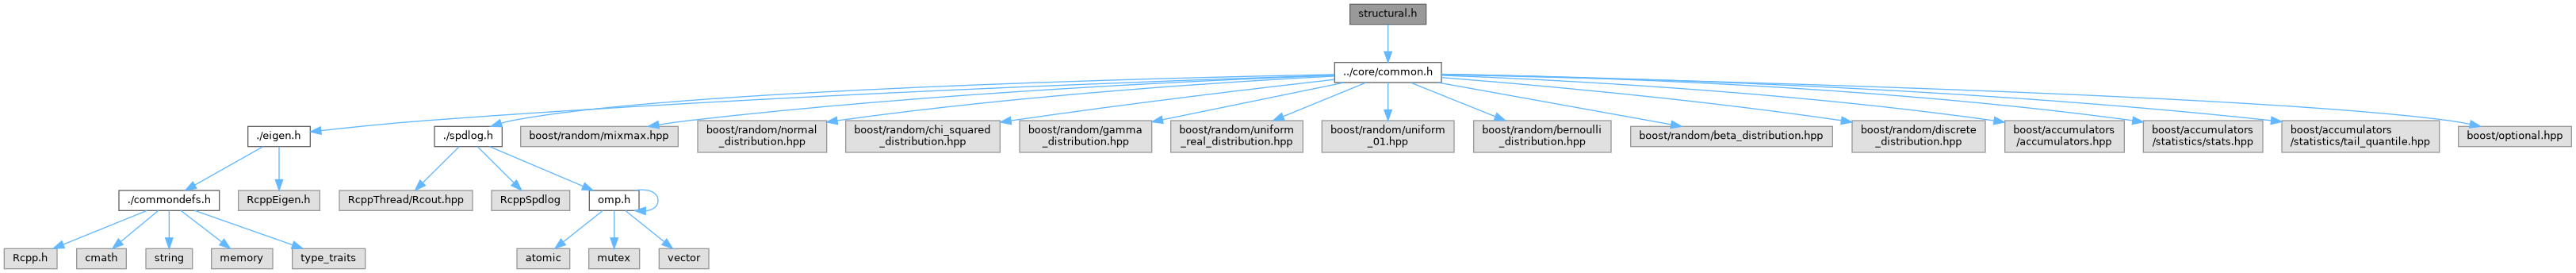 structural.h
../core/common.h
./eigen.h
./spdlog.h
boost/random/mixmax.hpp
boost/random/normal
_distribution.hpp
boost/random/chi_squared
_distribution.hpp
boost/random/gamma
_distribution.hpp
boost/random/uniform
_real_distribution.hpp
boost/random/uniform
_01.hpp
boost/random/bernoulli
_distribution.hpp
boost/random/beta_distribution.hpp
boost/random/discrete
_distribution.hpp
boost/accumulators
/accumulators.hpp
boost/accumulators
/statistics/stats.hpp
boost/accumulators
/statistics/tail_quantile.hpp
boost/optional.hpp
./commondefs.h
RcppEigen.h
RcppThread/Rcout.hpp
RcppSpdlog
omp.h
Rcpp.h
cmath
string
memory
type_traits
atomic
mutex
vector